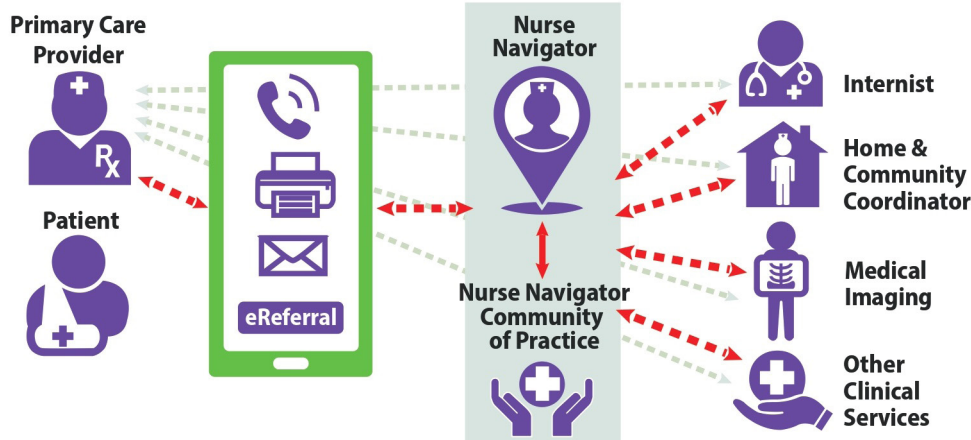 Primary Care
Provider
Rx
Patient
eReferral
Nurse
Navigator
Nurse Navigator
Community
of Practice
Internist
Home &
Community
Coordinator
Medical
Imaging
Other
Clinical
Services